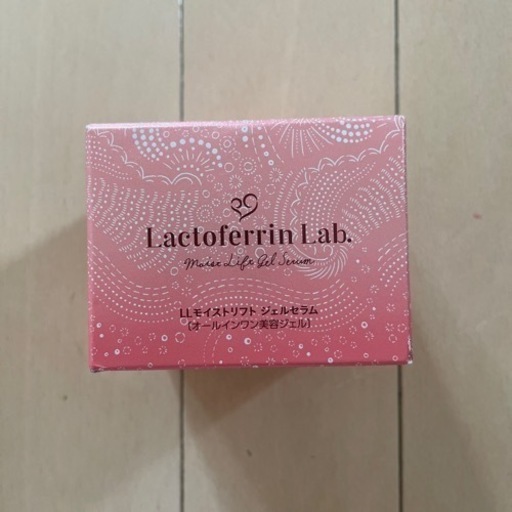 Lactoferrin Lab.
Moist Lift Gel Serum
LLモイストリフト ジェルセラム
(オールインワン美容ジェル)